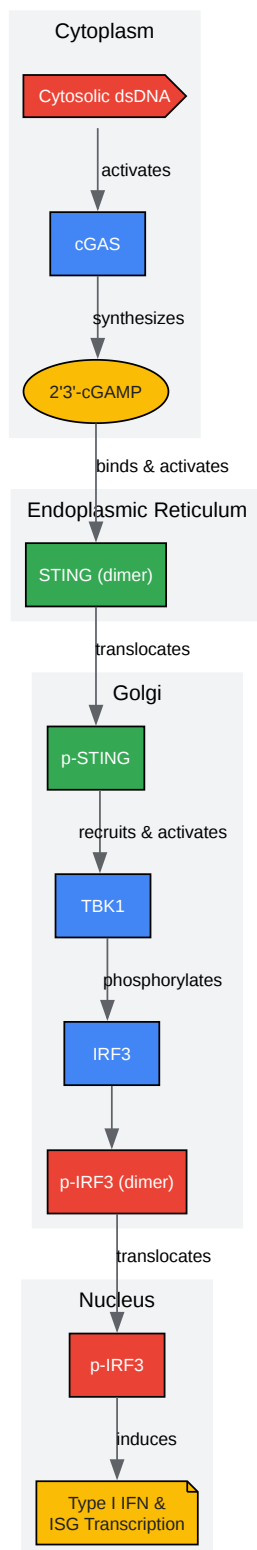 Cytoplasm
Cytosolic dsDNA
activates
cGAS
synthesizes
2'3'-cGAMP
binds & activates
Endoplasmic Reticulum
STING (dimer)
translocates
Golgi
p-STING
recruits & activates
TBK1
phosphorylates
IRF3
p-IRF3 (dimer)
translocates
Nucleus
p-IRF3
induces
Type I IFN &
ISG Transcription